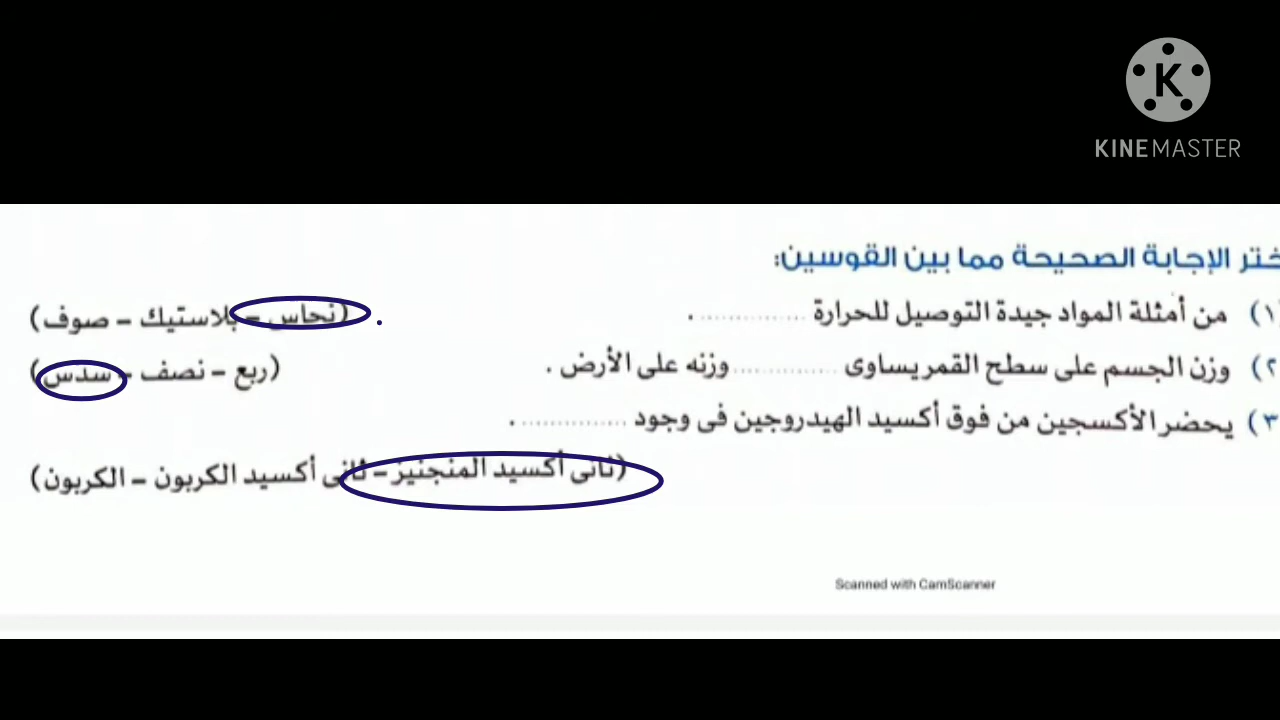 KINEMASTER
ختر الإجابة الصحيحة مما بين القوسين:
(١) من أمثلة المواد جيدة التوصيل للحرارة .............. . (نحاس – بلاستيك – صوف)
(٢) وزن الجسم على سطح القمر يساوى .............. وزنه على الأرض . (ربع – نصف – سدس)
(٣) يحضر الأكسجين من فوق أكسيد الهيدروجين فى وجود .............. .
(ثانى أكسيد المنجنيز – ثانى أكسيد الكربون – الكربون)
Scanned with CamScanner